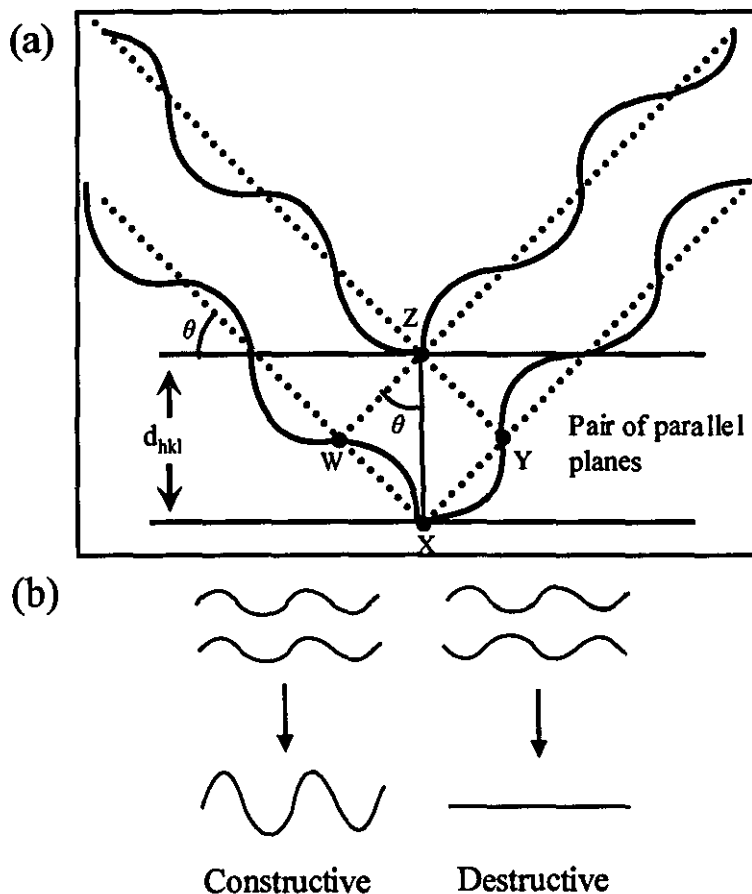 (a)
Z
θ
θ
d_hkl
W
Y
Pair of parallel
planes
X
(b)
Constructive
Destructive